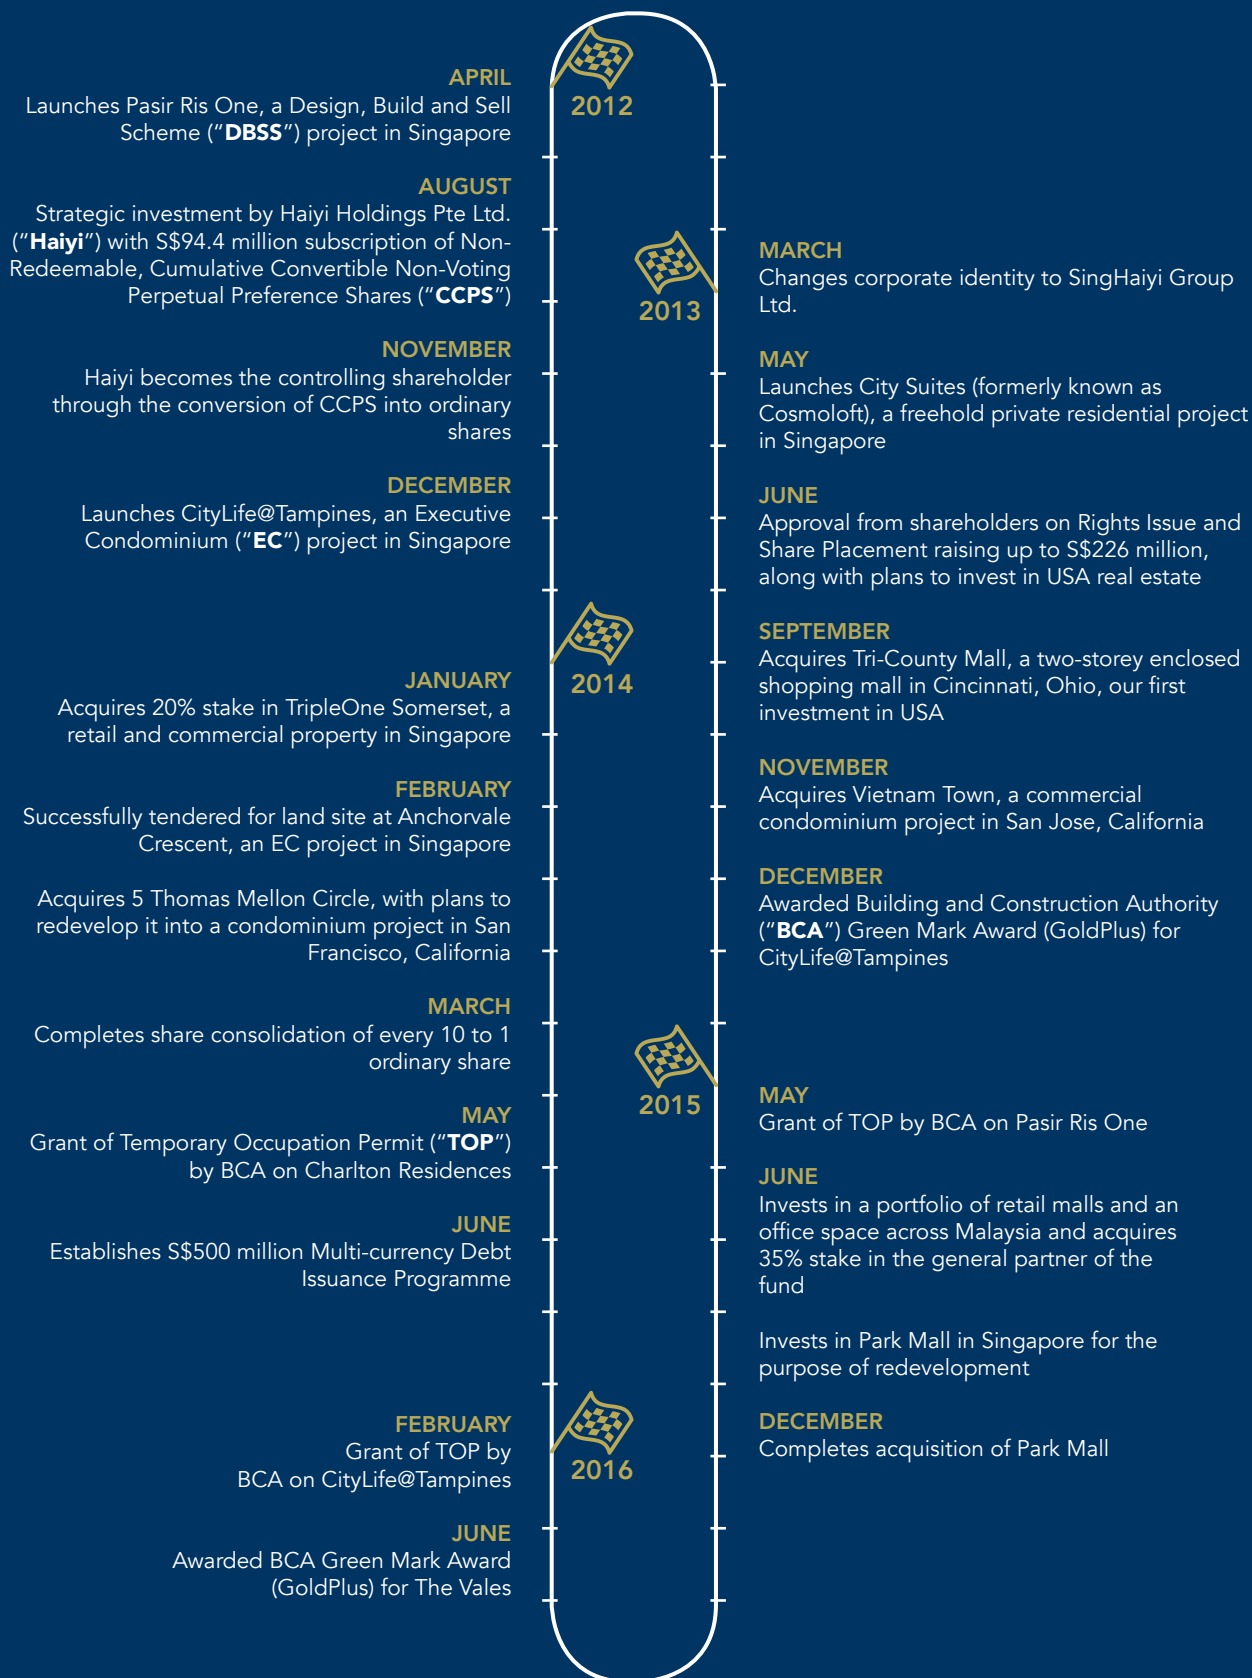 2012
APRIL
Launches Pasir Ris One, a Design, Build and Sell
Scheme (“DBSS”) project in Singapore
AUGUST
Strategic investment by Haiyi Holdings Pte Ltd.
(“Haiyi”) with S$94.4 million subscription of Non-
Redeemable, Cumulative Convertible Non-Voting
Perpetual Preference Shares (“CCPS”)
NOVEMBER
Haiyi becomes the controlling shareholder
through the conversion of CCPS into ordinary
shares
DECEMBER
Launches CityLife@Tampines, an Executive
Condominium (“EC”) project in Singapore
2013
MARCH
Changes corporate identity to SingHaiyi Group
Ltd.
MAY
Launches City Suites (formerly known as
Cosmoloft), a freehold private residential project
in Singapore
JUNE
Approval from shareholders on Rights Issue and
Share Placement raising up to S$226 million,
along with plans to invest in USA real estate
SEPTEMBER
Acquires Tri-County Mall, a two-storey enclosed
shopping mall in Cincinnati, Ohio, our first
investment in USA
NOVEMBER
Acquires Vietnam Town, a commercial
condominium project in San Jose, California
DECEMBER
Awarded Building and Construction Authority
(“BCA”) Green Mark Award (GoldPlus) for
CityLife@Tampines
2014
JANUARY
Acquires 20% stake in TripleOne Somerset, a
retail and commercial property in Singapore
FEBRUARY
Successfully tendered for land site at Anchorvale
Crescent, an EC project in Singapore
Acquires 5 Thomas Mellon Circle, with plans to
redevelop it into a condominium project in San
Francisco, California
MARCH
Completes share consolidation of every 10 to 1
ordinary share
MAY
Grant of Temporary Occupation Permit (“TOP”)
by BCA on Charlton Residences
JUNE
Establishes S$500 million Multi-currency Debt
Issuance Programme
2015
MAY
Grant of TOP by BCA on Pasir Ris One
JUNE
Invests in a portfolio of retail malls and an
office space across Malaysia and acquires
35% stake in the general partner of the
fund
Invests in Park Mall in Singapore for the
purpose of redevelopment
DECEMBER
Completes acquisition of Park Mall
2016
FEBRUARY
Grant of TOP by
BCA on CityLife@Tampines
JUNE
Awarded BCA Green Mark Award
(GoldPlus) for The Vales